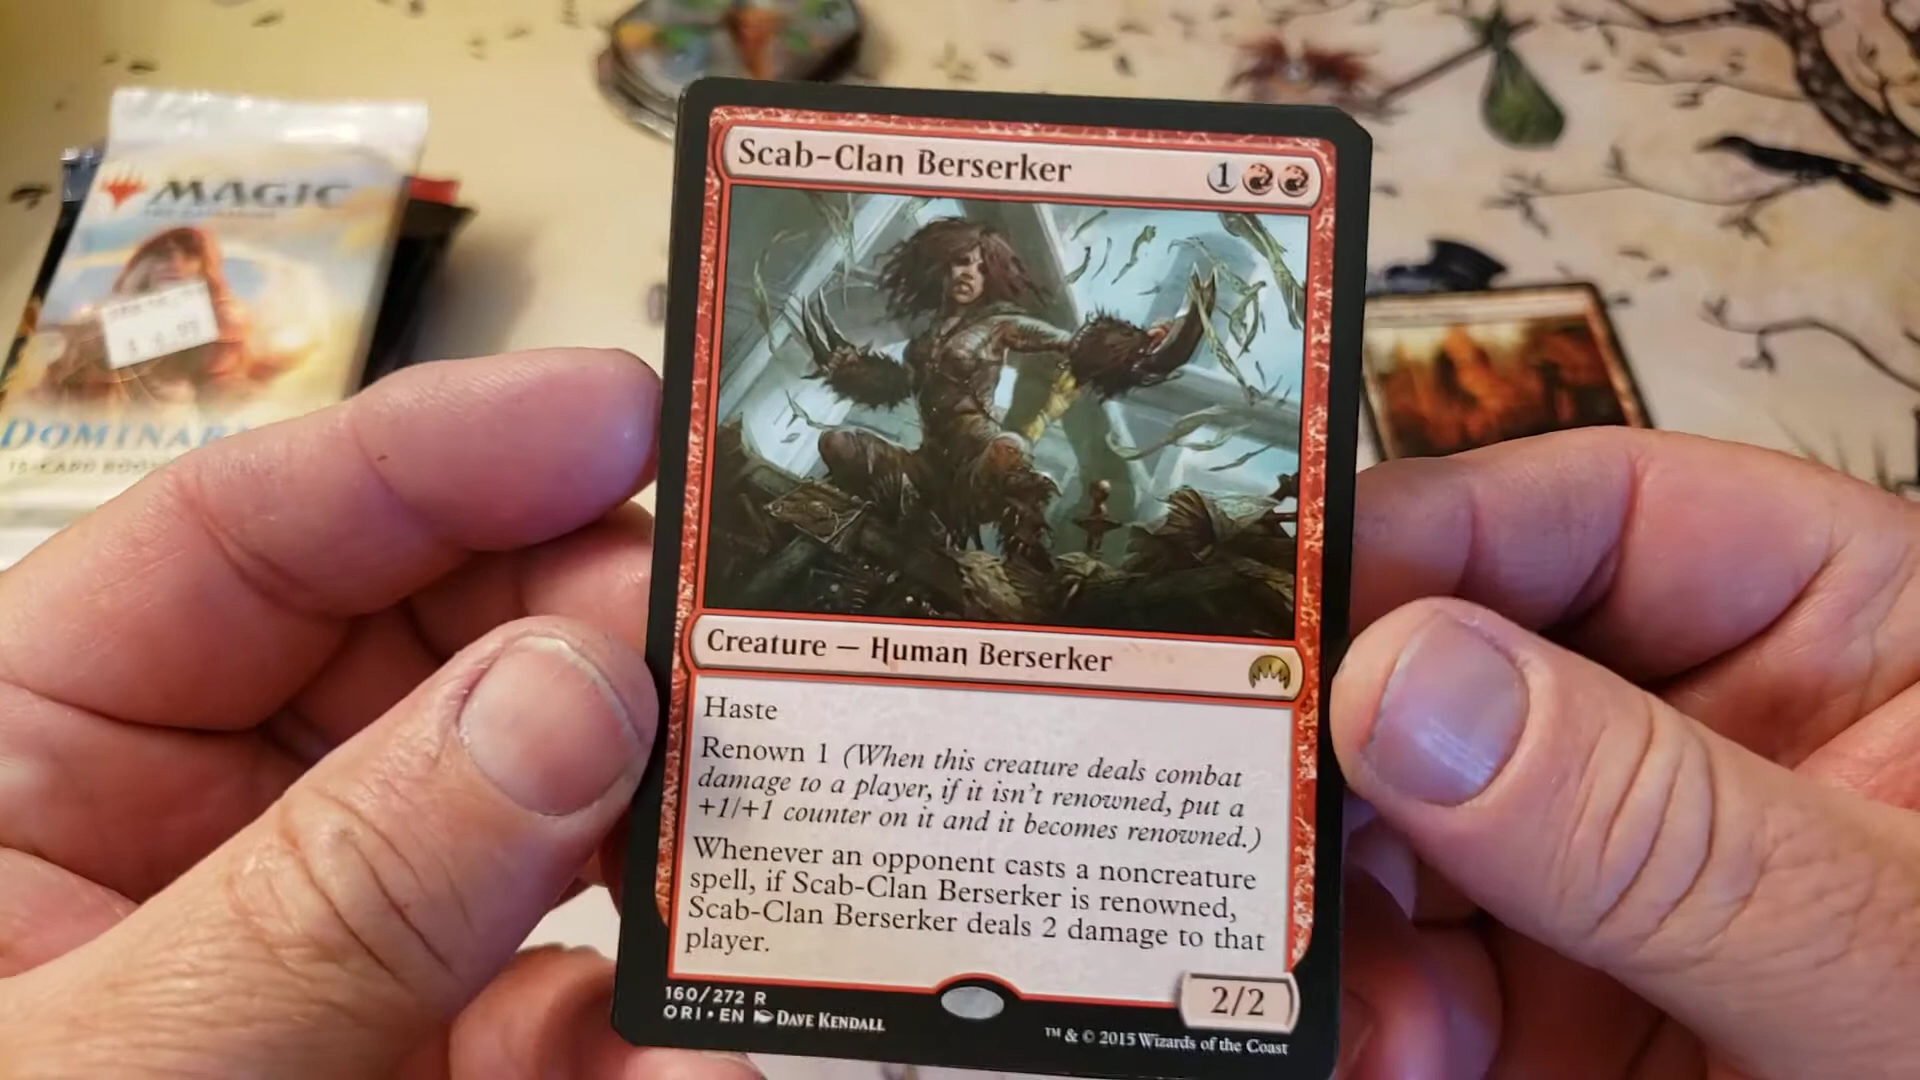 MAGIC
DOMINAR
15-CARD BOOS
Scab-Clan Berserker
1
Creature — Human Berserker
Haste
Renown 1 (When this creature deals combat
damage to a player, if it isn't renowned, put a
+1/+1 counter on it and it becomes renowned.)
Whenever an opponent casts a noncreature
spell, if Scab-Clan Berserker is renowned,
Scab-Clan Berserker deals 2 damage to that
player.
2/2
160/272 R
ORI • EN DAVE KENDALL
™ & © 2015 Wizards of the Coast